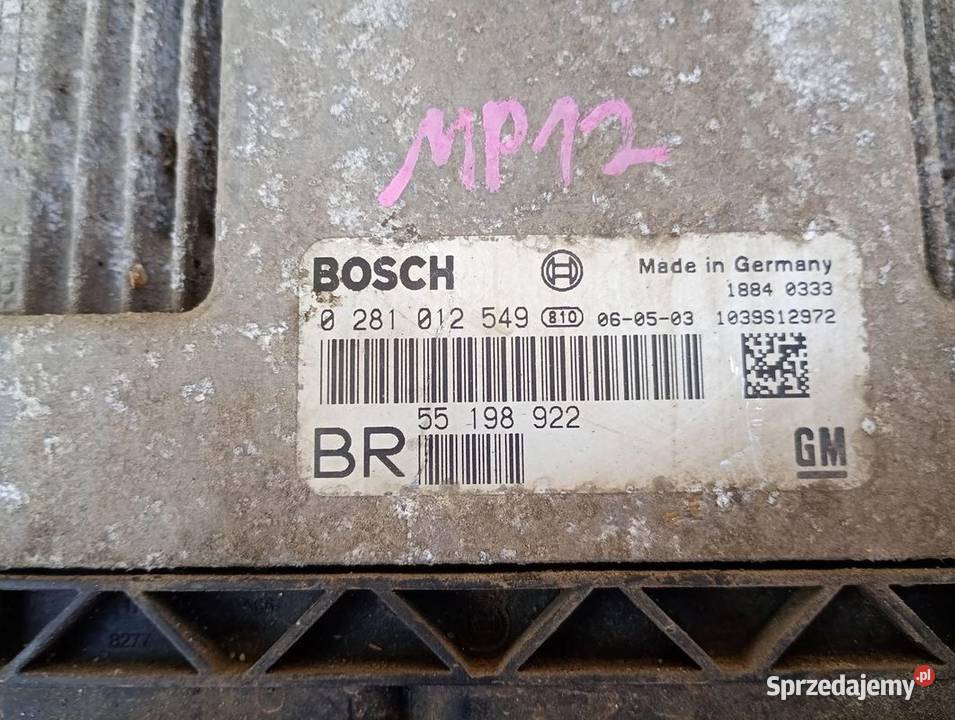 MP12
BOSCH
Made in Germany
1884 0333
0 281 012 549 810 06-05-03 1039S12972
55 198 922
BR
GM
8277
Sprzedajemy.pl